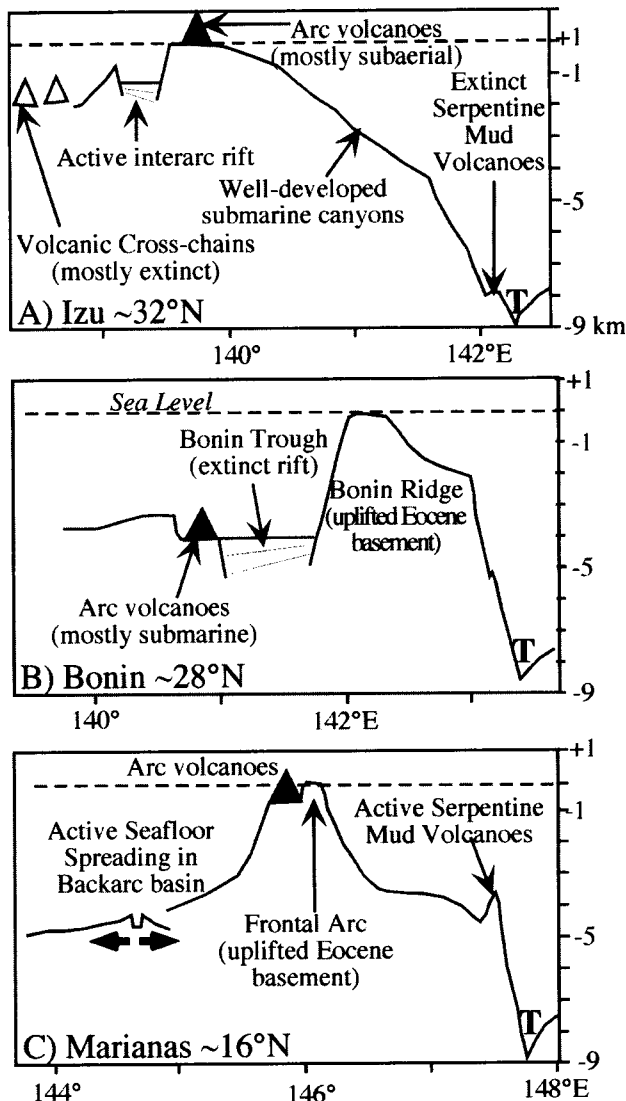 Arc volcanoes
(mostly subaerial)
+1
-1
Extinct
Serpentine
Mud
Volcanoes
Active interarc rift
Well-developed
submarine canyons
-5
Volcanic Cross-chains
(mostly extinct)
T
A) Izu ~32°N
-9 km
140°
142°E
+1
Sea Level
-1
Bonin Trough
(extinct rift)
Bonin Ridge
(uplifted Eocene
basement)
-5
Arc volcanoes
(mostly submarine)
T
B) Bonin ~28°N
-9
140°
142°E
+1
Arc volcanoes
-1
Active Serpentine
Mud Volcanoes
Active Seafloor
Spreading in
Backarc basin
Frontal Arc
(uplifted Eocene
basement)
-5
T
C) Marianas ~16°N
-9
144°
146°
148°E